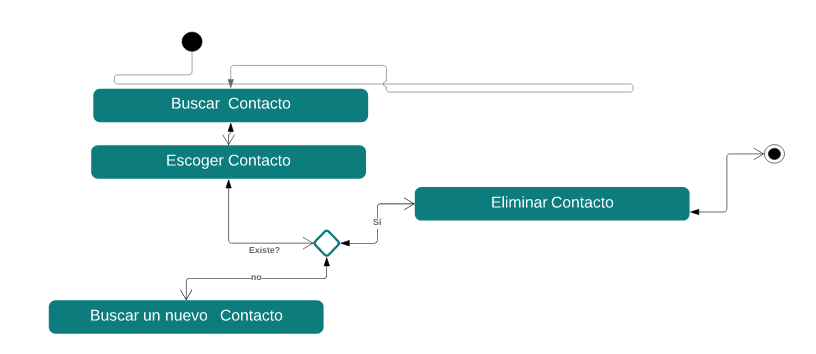 Buscar Contacto
Escoger Contacto
Eliminar Contacto
Sí
Existe?
no
Buscar un nuevo Contacto